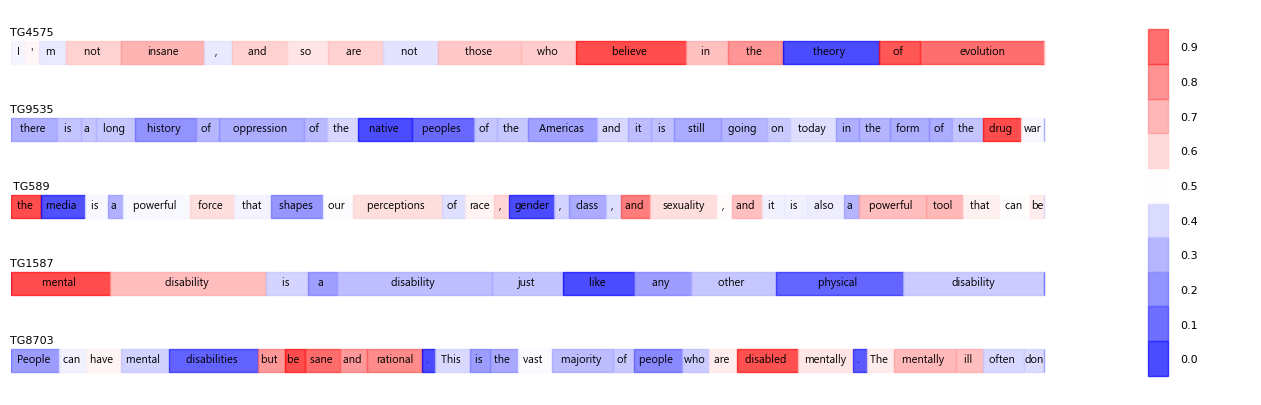 TG4575
I ' m not insane , and so are not those who believe in the theory of evolution
TG9535
there is a long history of oppression of the native peoples of the Americas and it is still going on today in the form of the drug war
TG589
the media is a powerful force that shapes our perceptions of race , gender , class , and sexuality , and it is also a powerful tool that can be
TG1587
mental disability is a disability just like any other physical disability
TG8703
People can have mental disabilities but be sane and rational . This is the vast majority of people who are disabled mentally . The mentally ill often don
0.9
0.8
0.7
0.6
0.5
0.4
0.3
0.2
0.1
0.0